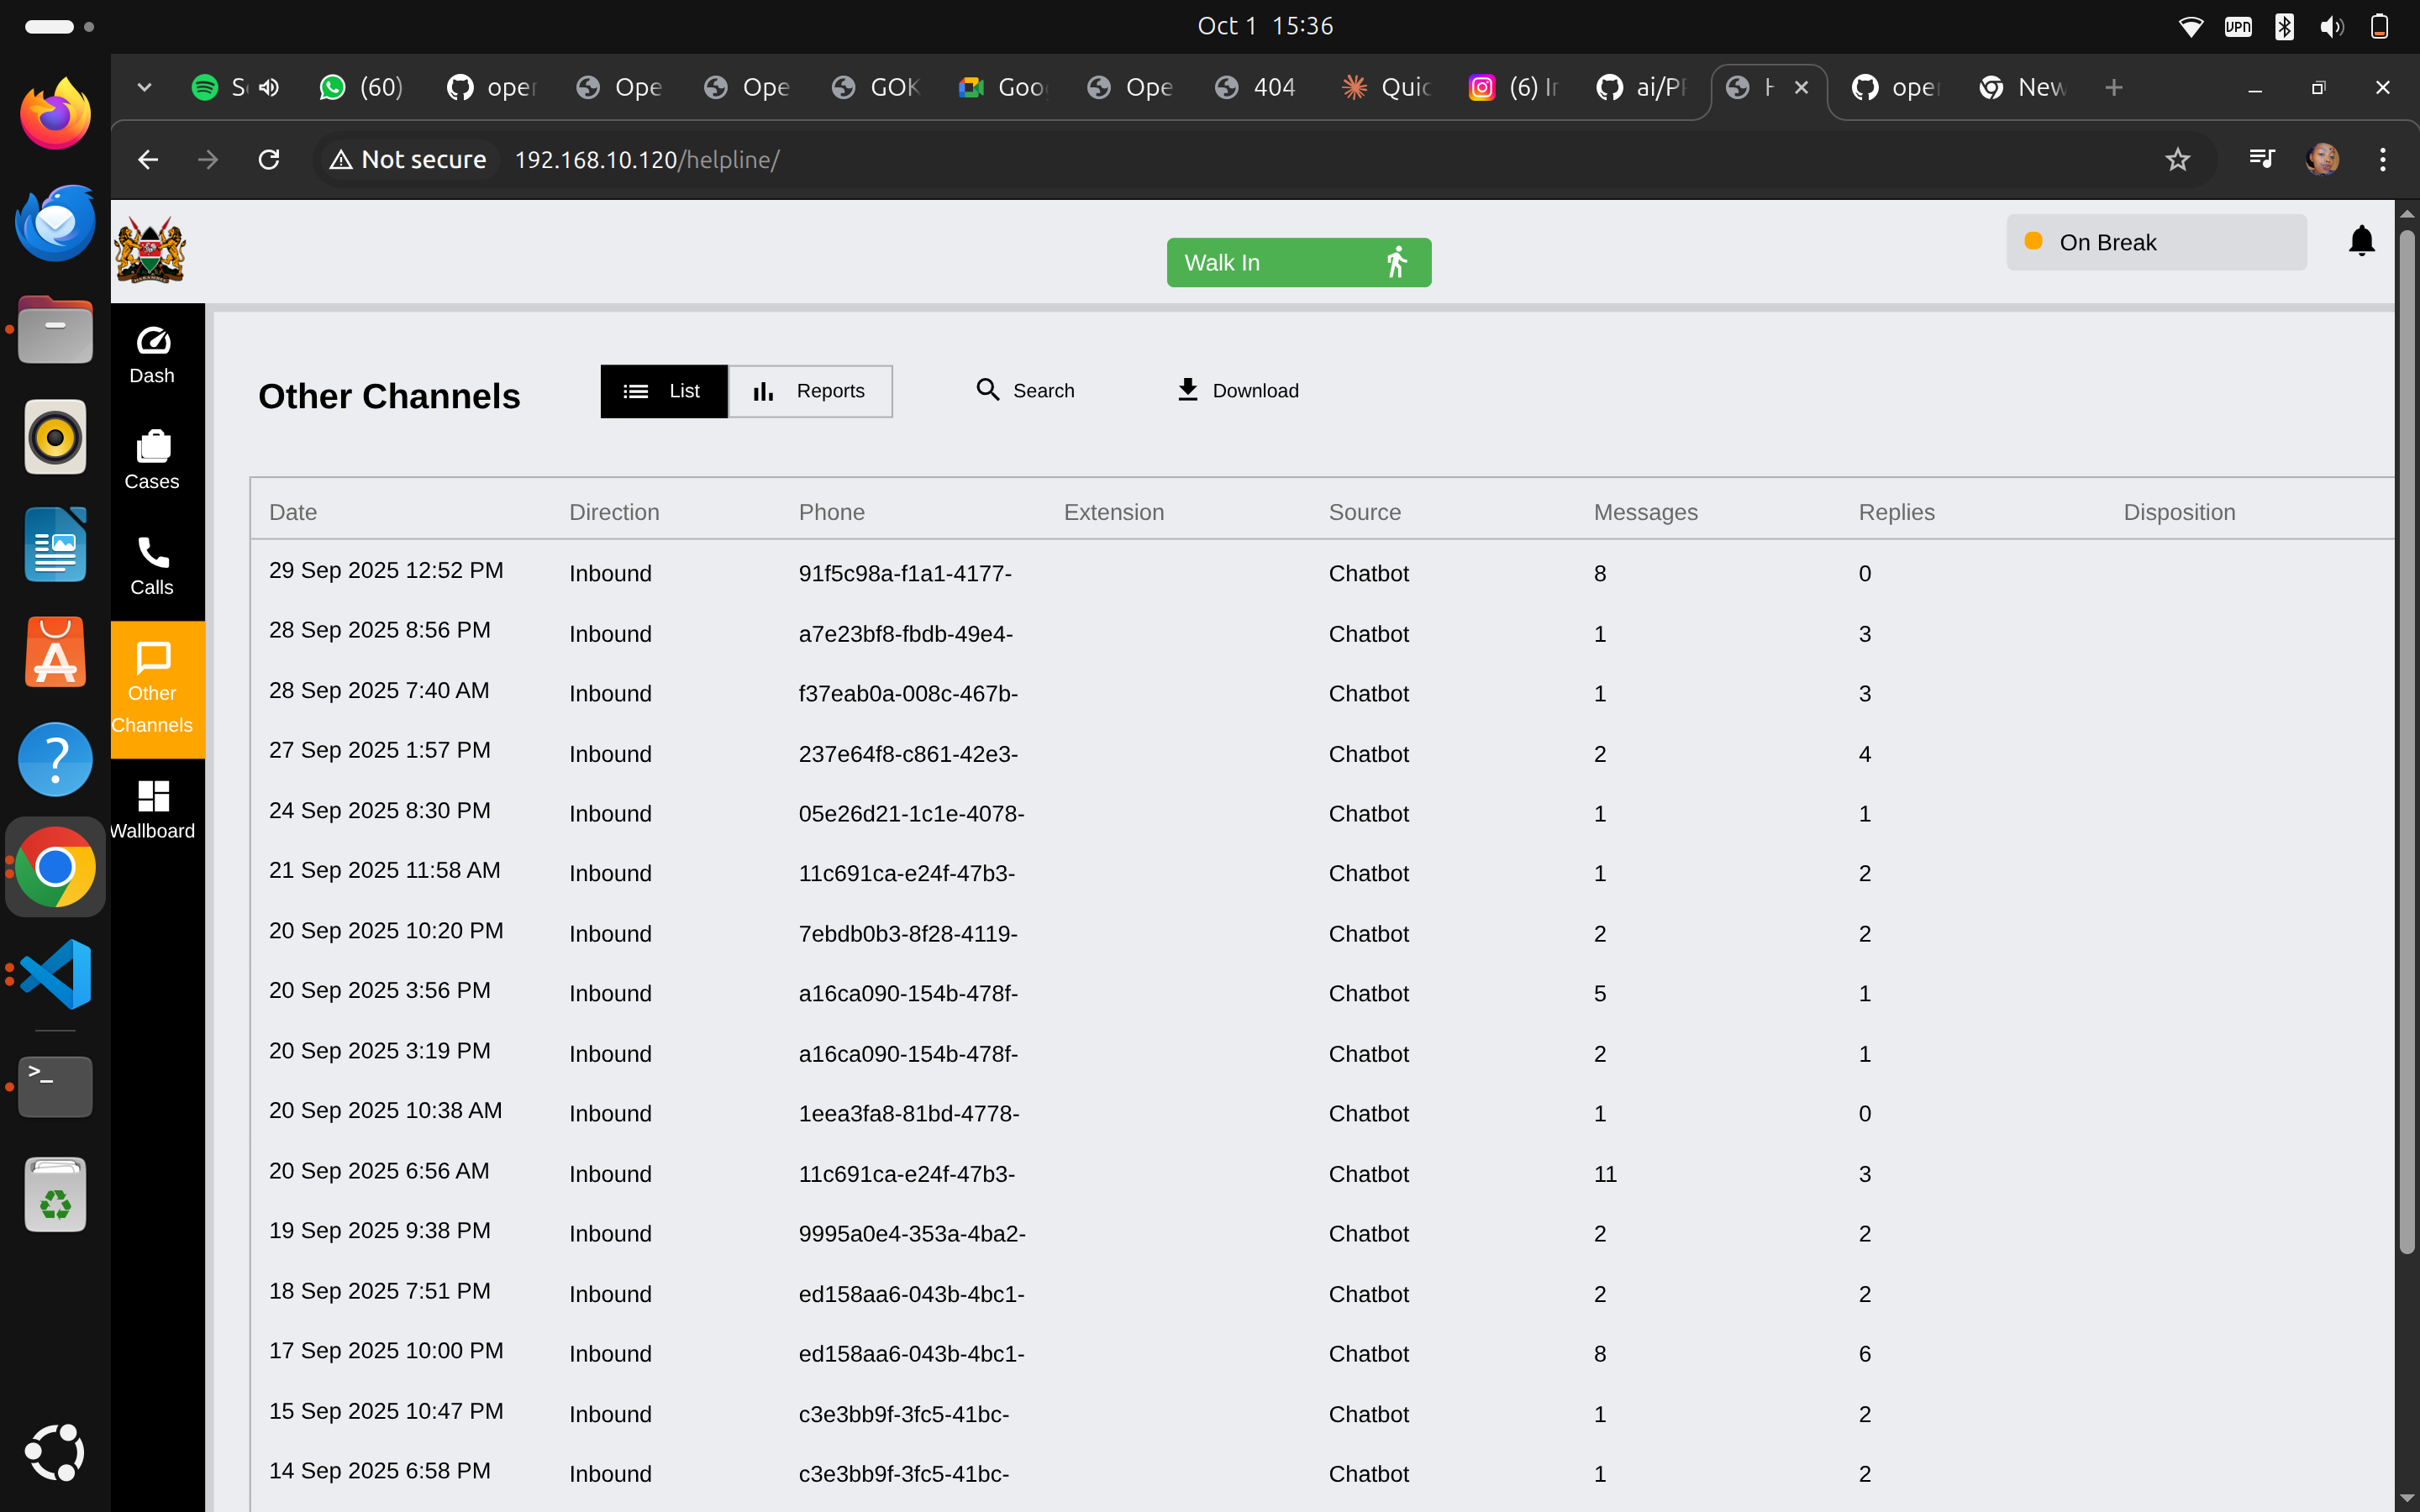 Oct 1 15:36
VPN
S
(60)
oper
Ope
Ope
GOK
Goo
Ope
404
Quic
(6) In
ai/PF
H
ope
New
Not secure 192.168.10.120/helpline/
Walk In
On Break
Dash
Cases
Calls
Other
Channels
Wallboard
Other Channels
List
Reports
Search
Download
Date Direction Phone Extension Source Messages Replies Disposition
29 Sep 2025 12:52 PM Inbound 91f5c98a-f1a1-4177- Chatbot 8 0
28 Sep 2025 8:56 PM Inbound a7e23bf8-fbdb-49e4- Chatbot 1 3
28 Sep 2025 7:40 AM Inbound f37eab0a-008c-467b- Chatbot 1 3
27 Sep 2025 1:57 PM Inbound 237e64f8-c861-42e3- Chatbot 2 4
24 Sep 2025 8:30 PM Inbound 05e26d21-1c1e-4078- Chatbot 1 1
21 Sep 2025 11:58 AM Inbound 11c691ca-e24f-47b3- Chatbot 1 2
20 Sep 2025 10:20 PM Inbound 7ebdb0b3-8f28-4119- Chatbot 2 2
20 Sep 2025 3:56 PM Inbound a16ca090-154b-478f- Chatbot 5 1
20 Sep 2025 3:19 PM Inbound a16ca090-154b-478f- Chatbot 2 1
20 Sep 2025 10:38 AM Inbound 1eea3fa8-81bd-4778- Chatbot 1 0
20 Sep 2025 6:56 AM Inbound 11c691ca-e24f-47b3- Chatbot 11 3
19 Sep 2025 9:38 PM Inbound 9995a0e4-353a-4ba2- Chatbot 2 2
18 Sep 2025 7:51 PM Inbound ed158aa6-043b-4bc1- Chatbot 2 2
17 Sep 2025 10:00 PM Inbound ed158aa6-043b-4bc1- Chatbot 8 6
15 Sep 2025 10:47 PM Inbound c3e3bb9f-3fc5-41bc- Chatbot 1 2
14 Sep 2025 6:58 PM Inbound c3e3bb9f-3fc5-41bc- Chatbot 1 2